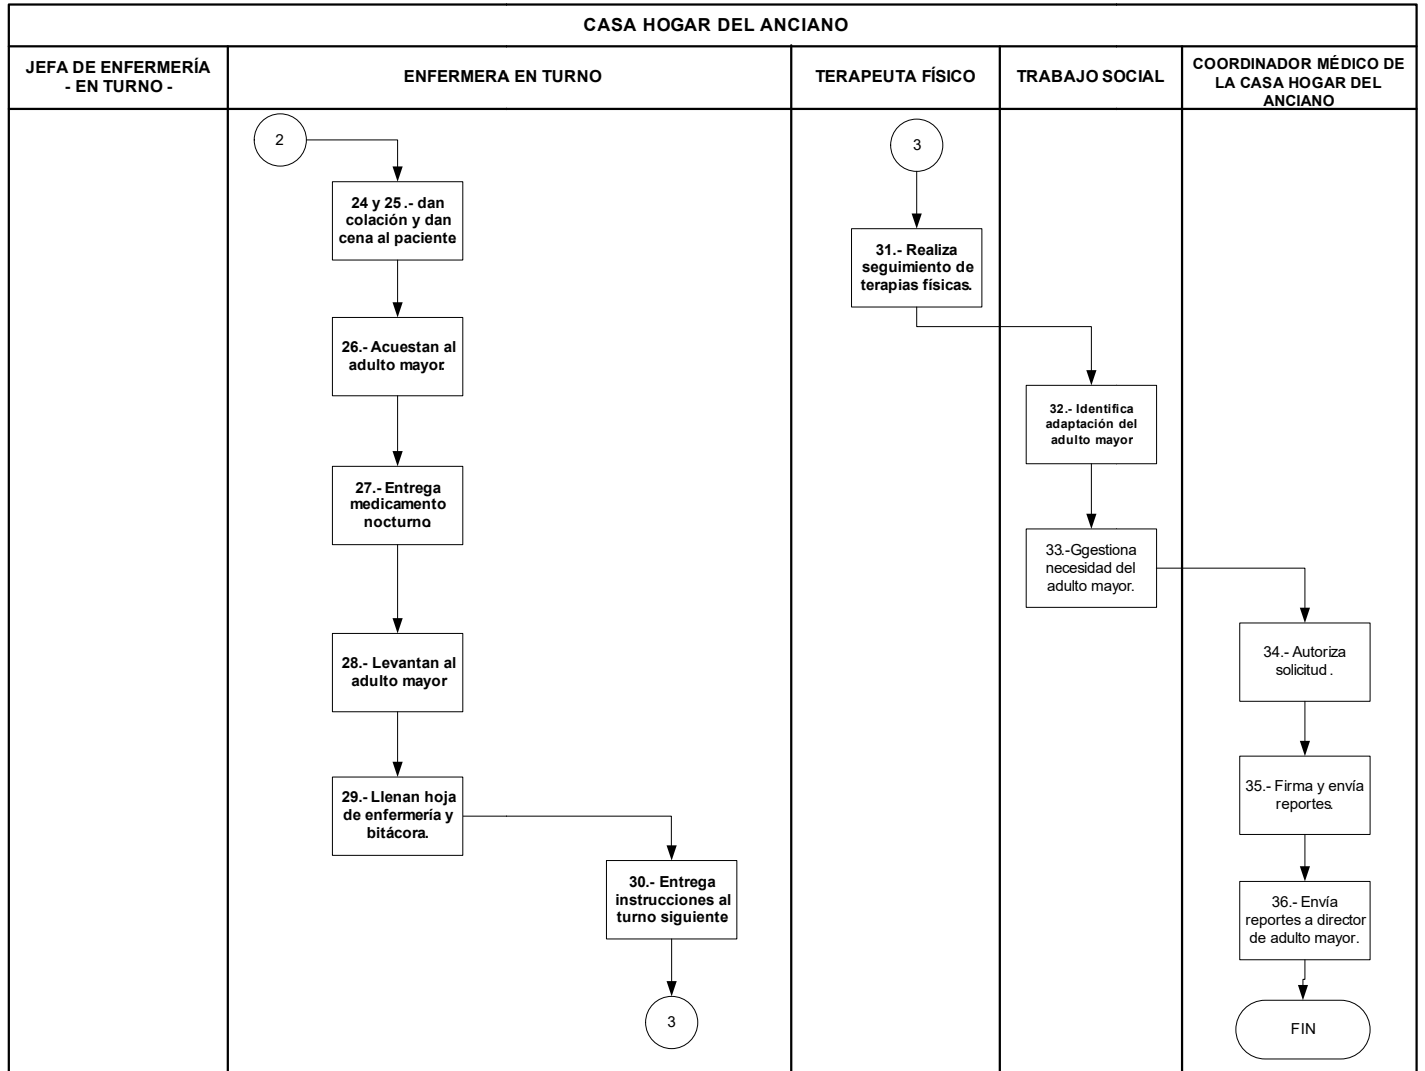 CASA HOGAR DEL ANCIANO
JEFA DE ENFERMERÍA
- EN TURNO -
ENFERMERA EN TURNO
TERAPEUTA FÍSICO
TRABAJO SOCIAL
COORDINADOR MÉDICO DE
LA CASA HOGAR DEL
ANCIANO
2
24 y 25.- dan
colación y dan
cena al paciente
26.- Acuestan al
adulto mayor.
27.- Entrega
medicamento
nocturno.
28.- Levantan al
adulto mayor
29.- Llenan hoja
de enfermería y
bitácora.
30.- Entrega
instrucciones al
turno siguiente
3
3
31.- Realiza
seguimiento de
terapias físicas.
32.- Identifica
adaptación del
adulto mayor
33.-Ggestiona
necesidad del
adulto mayor.
34.- Autoriza
solicitud.
35.- Firma y envía
reportes.
36.- Envía
reportes a director
de adulto mayor.
FIN